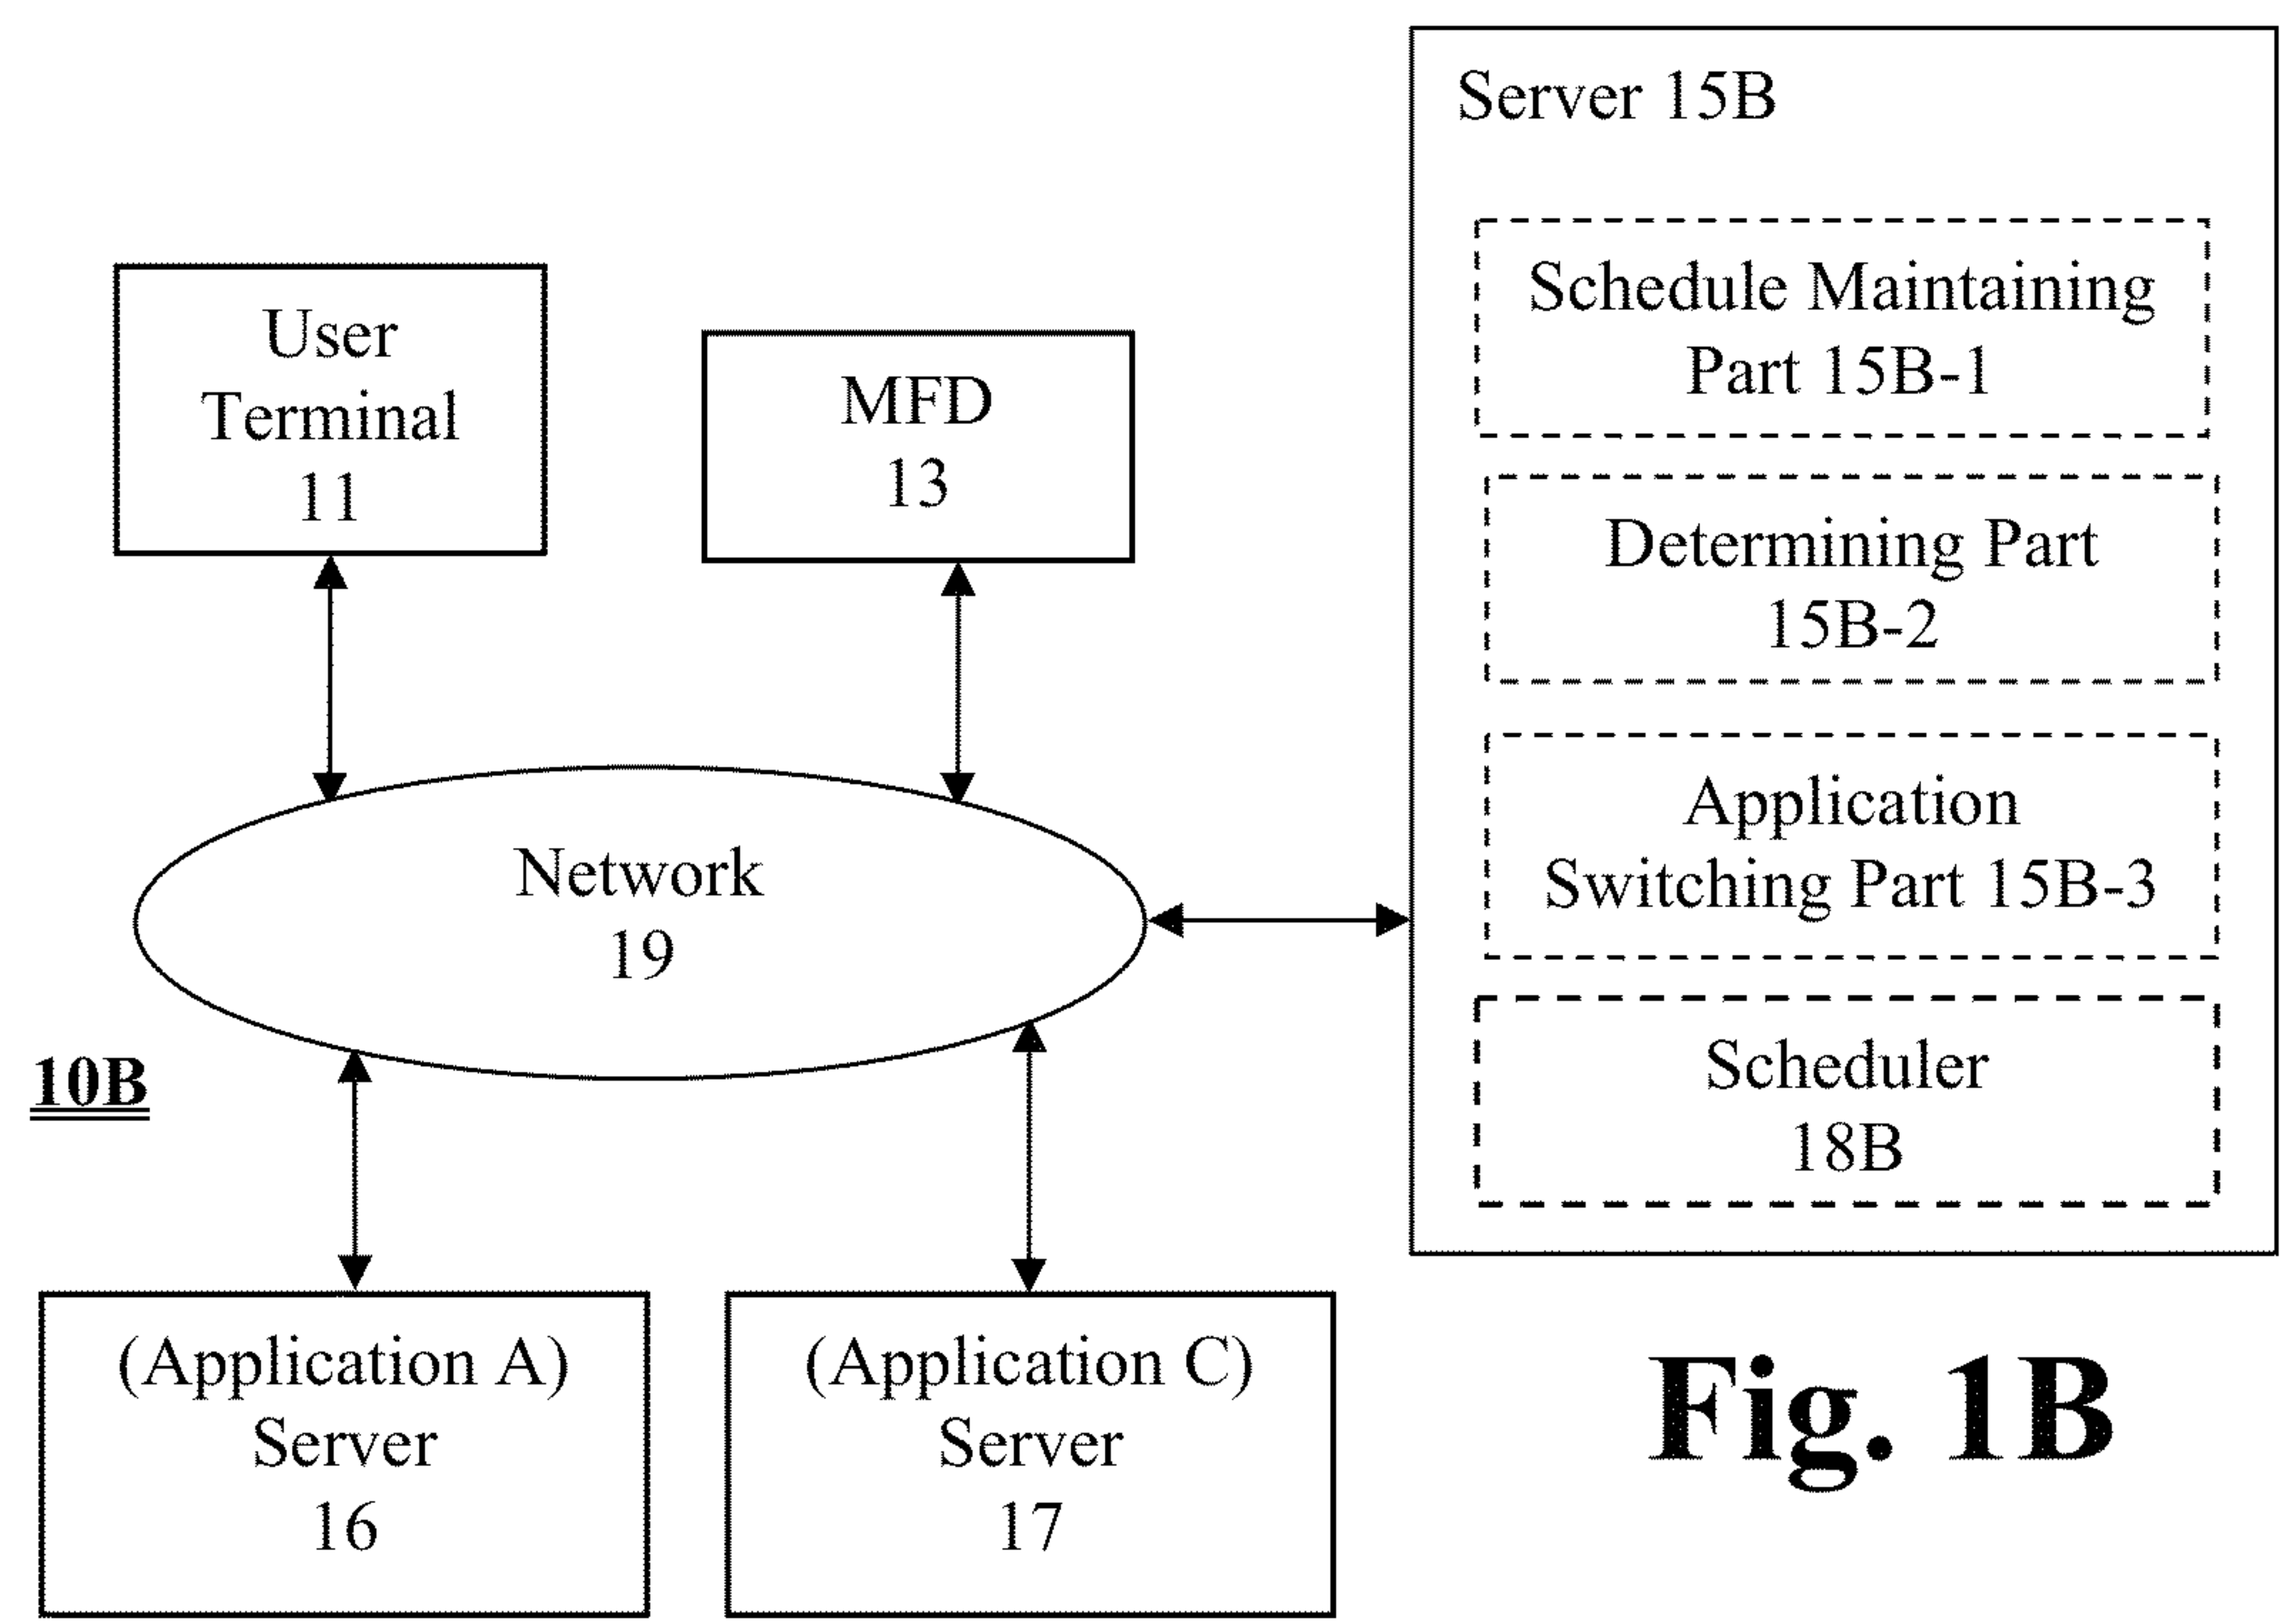 User
Terminal
11
MFD
13
Network
19
10B
(Application A)
Server
16
(Application C)
Server
17
Server 15B
Schedule Maintaining
Part 15B-1
Determining Part
15B-2
Application
Switching Part 15B-3
Scheduler
18B
Fig. 1B